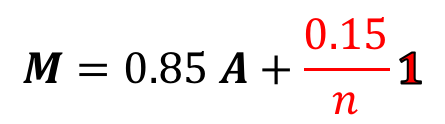 M = 0.85 A + 0.15/n 1